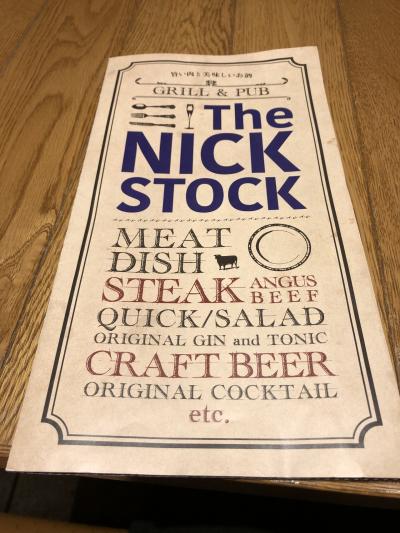 旨い肉と美味しいお酒
GRILL & PUB
The
NICK
STOCK
MEAT
DISH
STEAK ANGUS BEEF
QUICK/SALAD
ORIGINAL GIN and TONIC
CRAFT BEER
ORIGINAL COCKTAIL
etc.